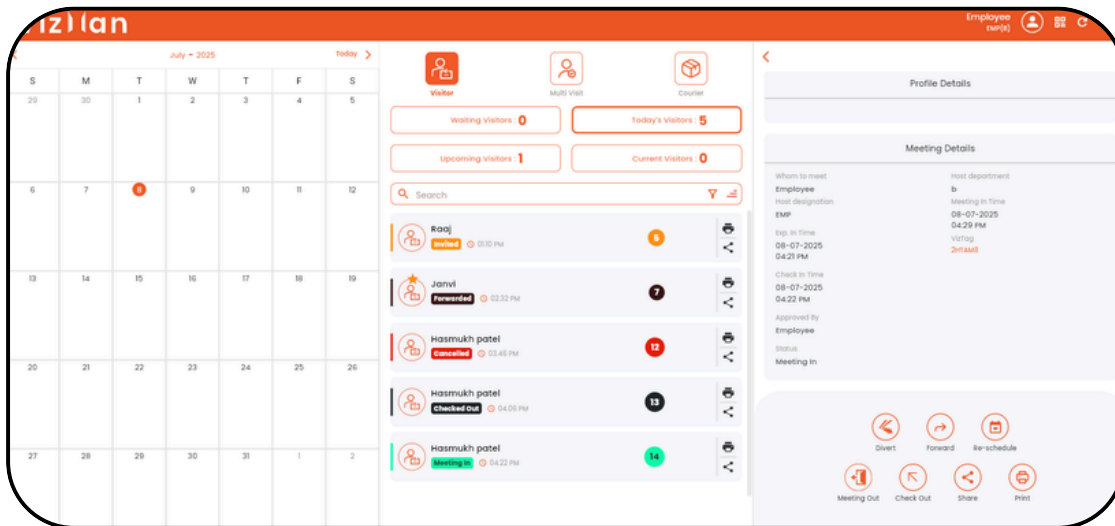 Employee
EMP(B)
July - 2025
Today
S M T W T F S
29 30 1 2 3 4 5
6 7 8 9 10 11 12
13 14 15 16 17 18 19
20 21 22 23 24 25 26
27 28 29 30 31 1 2
Visitor
Multi Visit
Courier
Waiting Visitors : 0
Today's Visitors : 5
Upcoming Visitors : 1
Current Visitors : 0
Search
Raaj
Invited 01:10 PM
6
Janvi
Forwarded 02:32 PM
7
Hasmukh patel
Cancelled 03:46 PM
12
Hasmukh patel
Checked Out 04:06 PM
13
Hasmukh patel
Meeting In 04:22 PM
14
Profile Details
Meeting Details
Whom to meet
Employee
Host designation
EMP
Exp. In Time
08-07-2025
04:21 PM
Check In Time
08-07-2025
04:22 PM
Approved By
Employee
Status
Meeting In
Host department
b
Meeting In Time
08-07-2025
04:29 PM
VizTag
Divert
Forward
Re-schedule
Meeting Out
Check Out
Share
Print